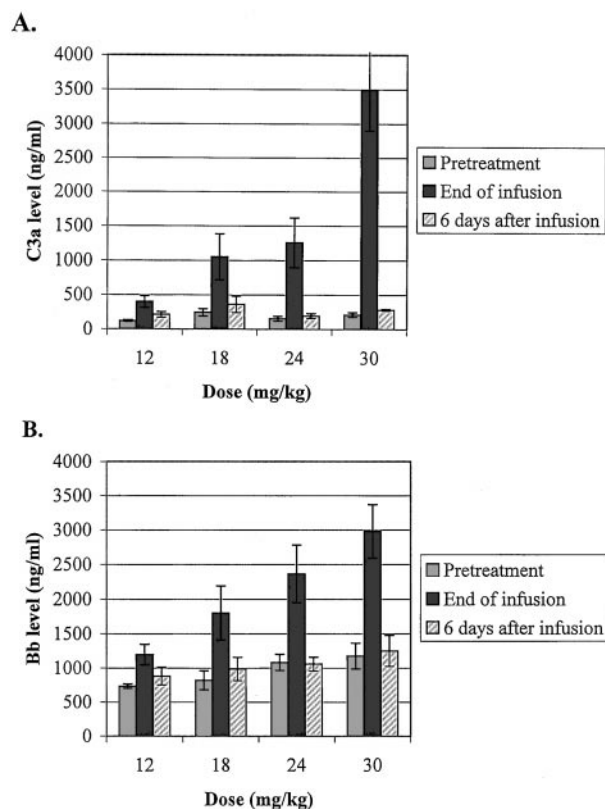 A.
4000
3500
3000
2500
2000
1500
1000
500
0
C3a level (ng/ml)
12 18 24 30
Dose (mg/kg)
Pretreatment
End of infusion
6 days after infusion
B.
4000
3500
3000
2500
2000
1500
1000
500
0
Bb level (ng/ml)
12 18 24 30
Dose (mg/kg)
Pretreatment
End of infusion
6 days after infusion